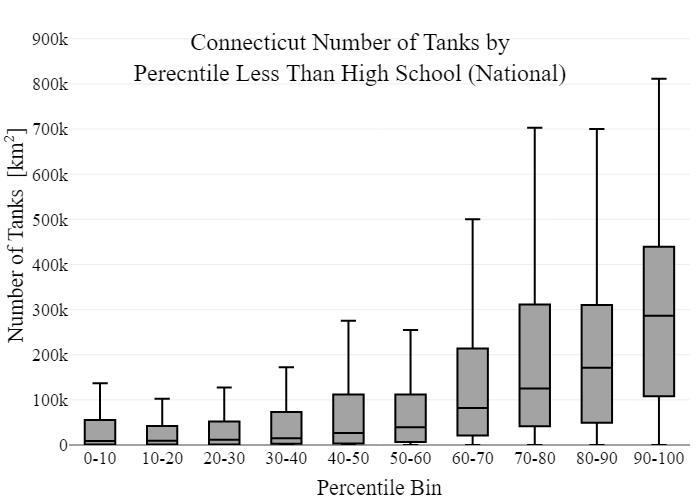 Connecticut Number of Tanks by
Perecntile Less Than High School (National)
Number of Tanks [km²]
900k
800k
700k
600k
500k
400k
300k
200k
100k
0
0-10 10-20 20-30 30-40 40-50 50-60 60-70 70-80 80-90 90-100
Percentile Bin